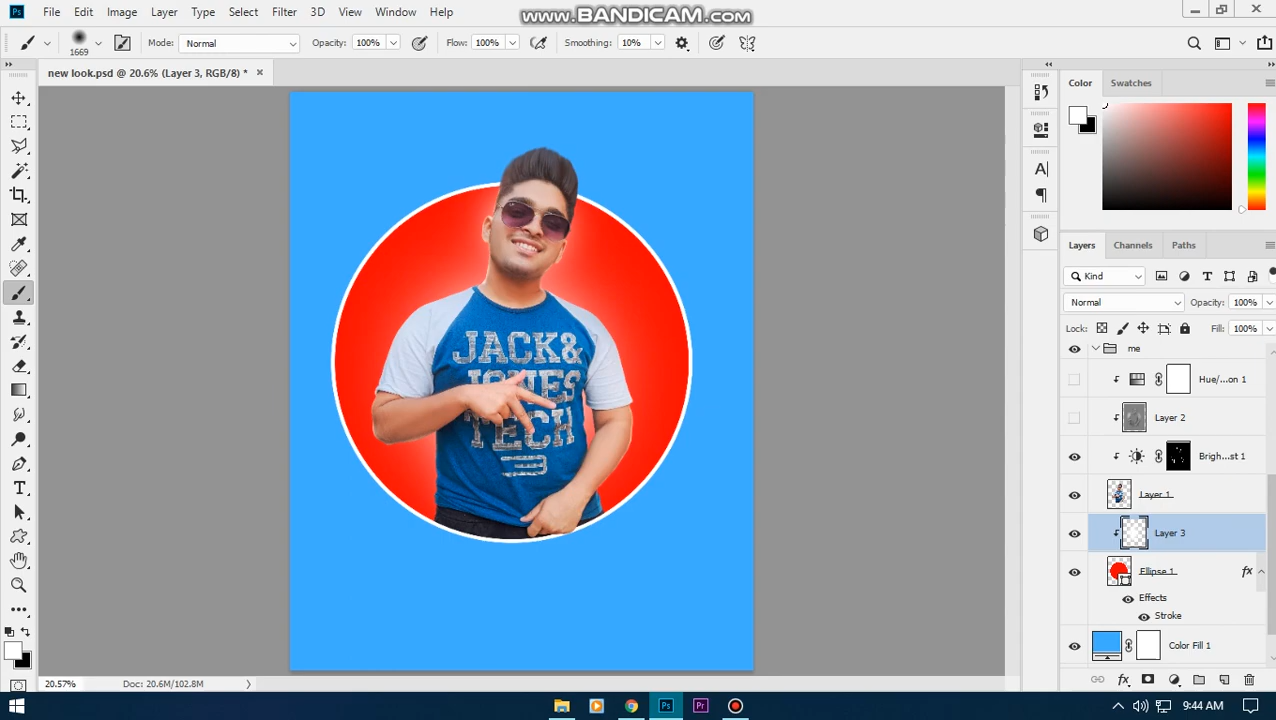 Ps File Edit Image Layer Type Select Filter 3D View Window Help
www.BANDICAM.com
1669 Mode: Normal Opacity: 100% Flow: 100% Smoothing: 10%
new look.psd @ 20.6% (Layer 3, RGB/8) * ×
Color Swatches
JACK&
JONES
TECH
Layers Channels Paths
Kind
Normal Opacity: 100%
Lock: Fill: 100%
me
Hue/...on 1
Layer 2
Brigh...st 1
Layer 1
Layer 3
Ellipse 1 fx
Effects
Stroke
Color Fill 1
20.57% Doc: 20.6M/102.8M
Ps Pr 9:44 AM